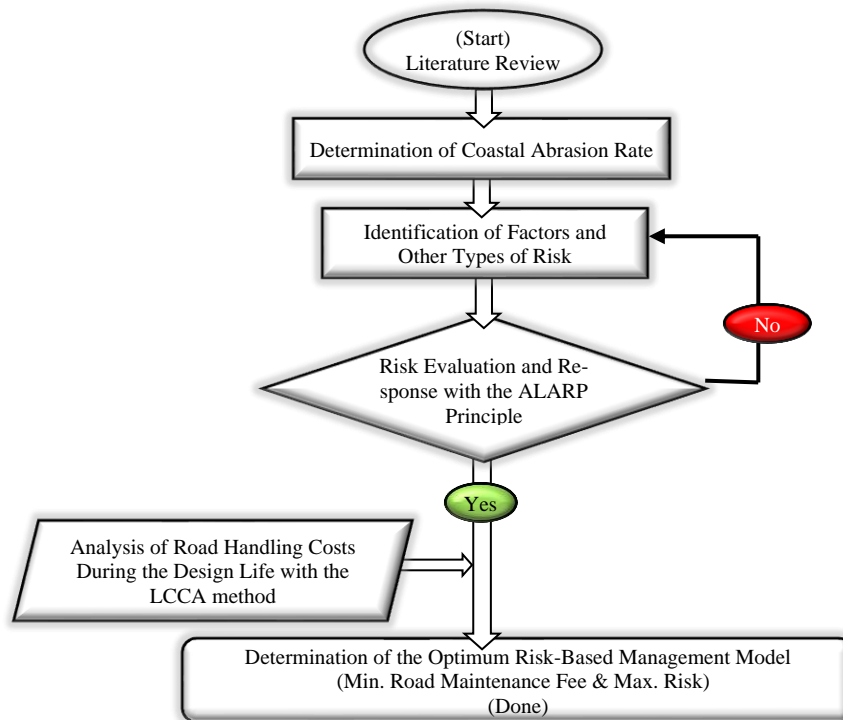 (Start)
Literature Review
Determination of Coastal Abrasion Rate
Identification of Factors and
Other Types of Risk
No
Risk Evaluation and Re-
sponse with the ALARP
Principle
Yes
Analysis of Road Handling Costs
During the Design Life with the
LCCA method
Determination of the Optimum Risk-Based Management Model
(Min. Road Maintenance Fee & Max. Risk)
(Done)